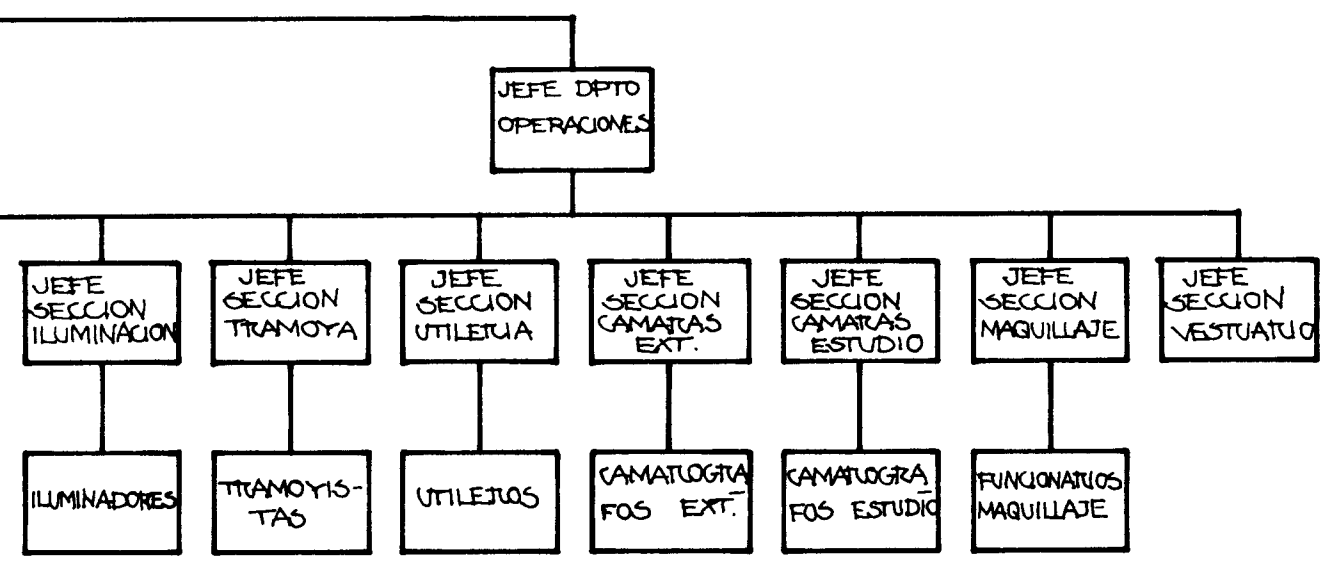 JEFE DPTO
OPERACIONES
JEFE
SECCION
ILUMINACION
JEFE
SECCION
TRAMOYA
JEFE
SECCION
UTILERIA
JEFE
SECCION
CAMARAS
EXT.
JEFE
SECCION
CAMARAS
ESTUDIO
JEFE
SECCION
MAQUILLAJE
JEFE
SECCION
VESTUARIO
ILUMINADORES
TRAMOYIS-
TAS
UTILEROS
CAMAROGRA
FOS EXT.
CAMAROGRA
FOS ESTUDIO
FUNCIONARIOS
MAQUILLAJE